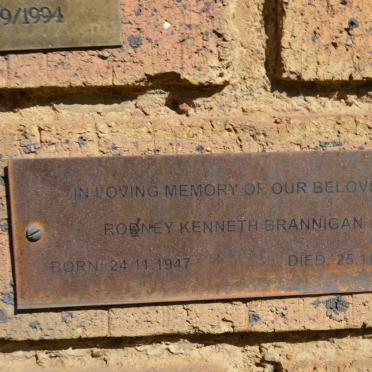 9/1994
IN LOVING MEMORY OF OUR BELOVE
RODNEY KENNETH BRANNIGAN
BORN: 24.11.1947 DIED: 25.1